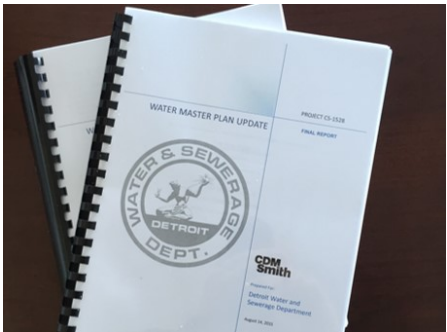 WATER MASTER PLAN UPDATE
PROJECT CS-1528
FINAL REPORT
WATER & SEWERAGE
DETROIT
DEPT.
CDM
Smith
Prepared for:
Detroit Water and
Sewerage Department
W